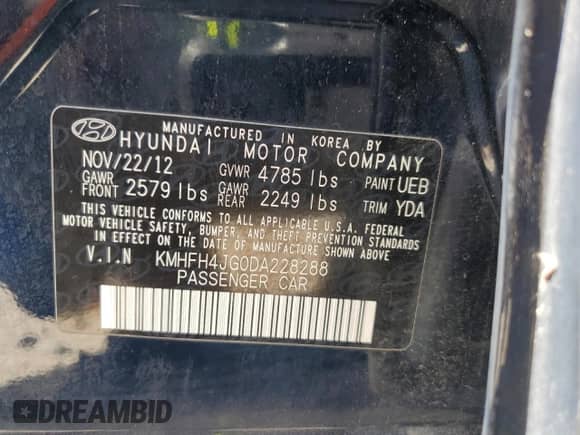 MANUFACTURED IN KOREA BY
HYUNDAI MOTOR COMPANY
NOV/22/12 GVWR 4785 lbs PAINT UEB
GAWR FRONT 2579 lbs GAWR REAR 2249 lbs TRIM YDA
THIS VEHICLE CONFORMS TO ALL APPLICABLE U.S.A. FEDERAL
MOTOR VEHICLE SAFETY, BUMPER, AND THEFT PREVENTION STANDARDS
IN EFFECT ON THE DATE OF MANUFACTURE SHOWN ABOVE
V.I.N KMHFH4JG0DA228288
PASSENGER CAR
DREAMBID